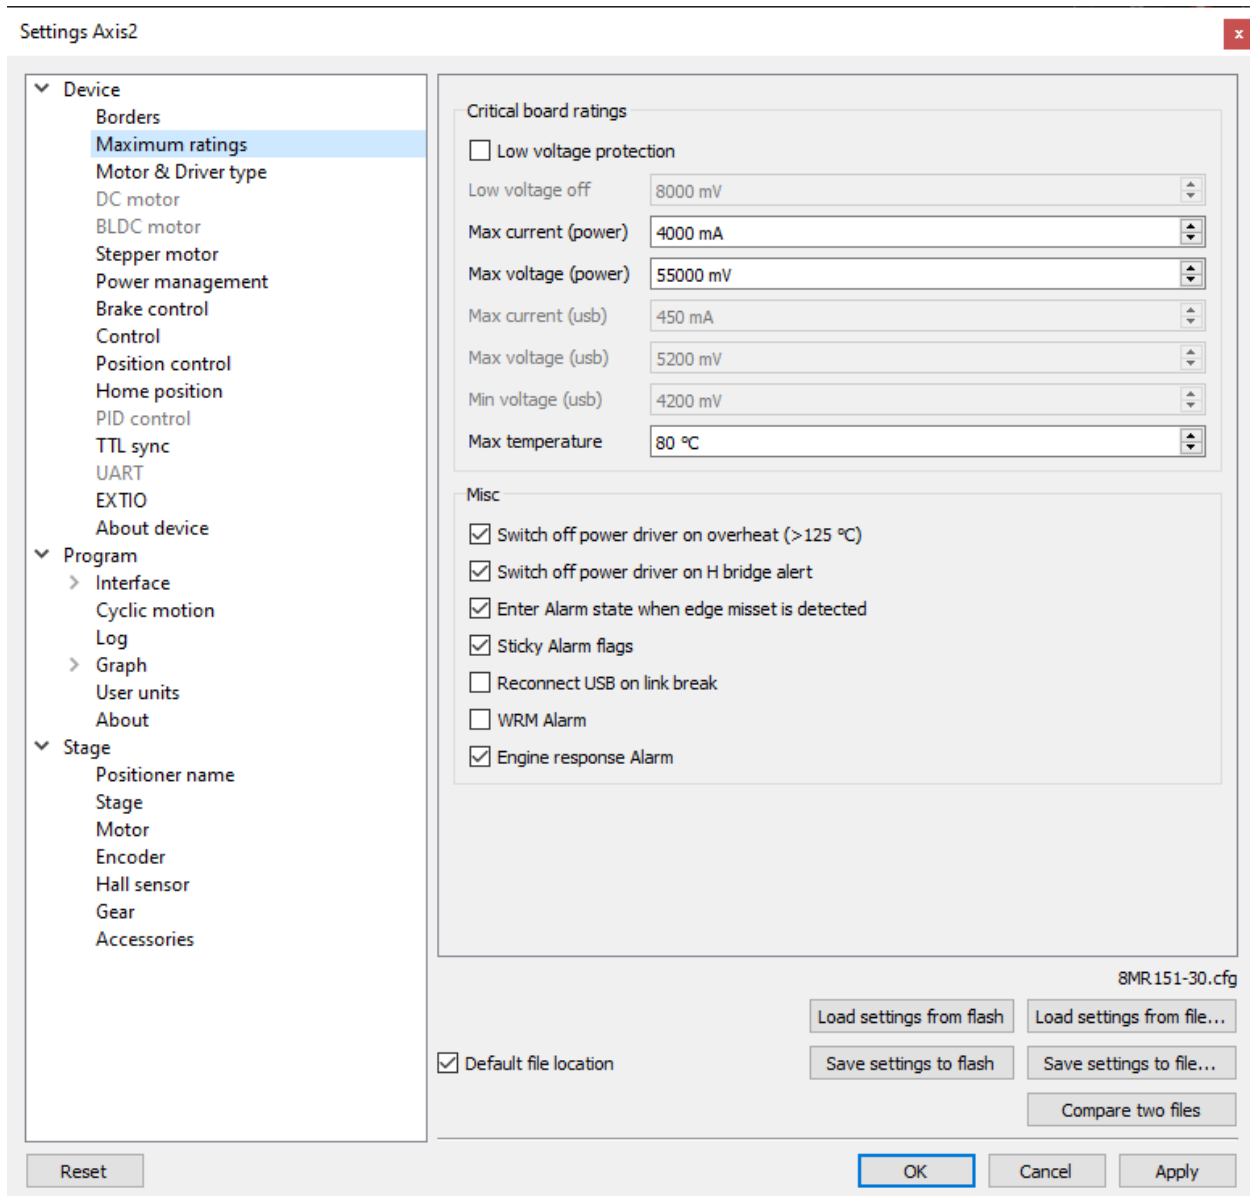 Settings Axis2
x
Device
Borders
Maximum ratings
Motor & Driver type
DC motor
BLDC motor
Stepper motor
Power management
Brake control
Control
Position control
Home position
PID control
TTL sync
UART
EXTIO
About device
Program
Interface
Cyclic motion
Log
Graph
User units
About
Stage
Positioner name
Stage
Motor
Encoder
Hall sensor
Gear
Accessories
Critical board ratings
Low voltage protection
Low voltage off 8000 mV
Max current (power) 4000 mA
Max voltage (power) 55000 mV
Max current (usb) 450 mA
Max voltage (usb) 5200 mV
Min voltage (usb) 4200 mV
Max temperature 80 °C
Misc
Switch off power driver on overheat (>125 °C)
Switch off power driver on H bridge alert
Enter Alarm state when edge misset is detected
Sticky Alarm flags
Reconnect USB on link break
WRM Alarm
Engine response Alarm
8MR151-30.cfg
Load settings from flash Load settings from file...
Default file location Save settings to flash Save settings to file...
Compare two files
Reset OK Cancel Apply